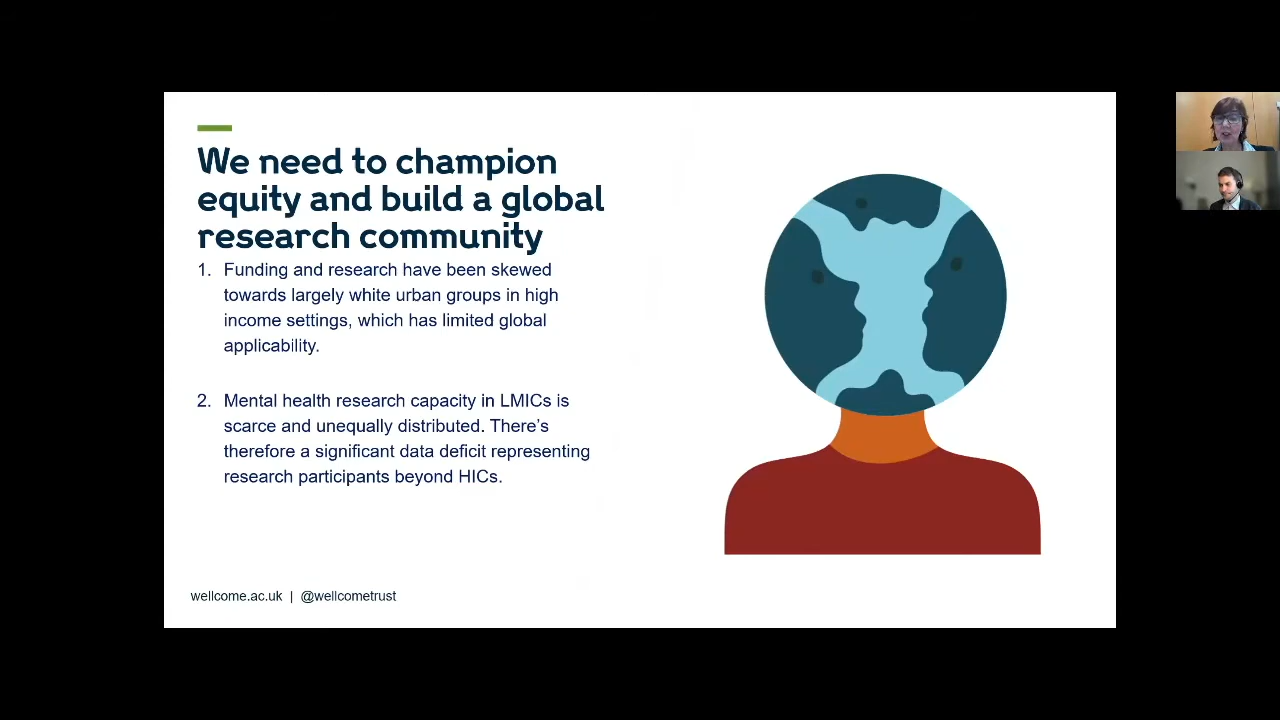 We need to champion
equity and build a global
research community
1. Funding and research have been skewed
towards largely white urban groups in high
income settings, which has limited global
applicability.
2. Mental health research capacity in LMICs is
scarce and unequally distributed. There’s
therefore a significant data deficit representing
research participants beyond HICs.
wellcome.ac.uk | @wellcometrust